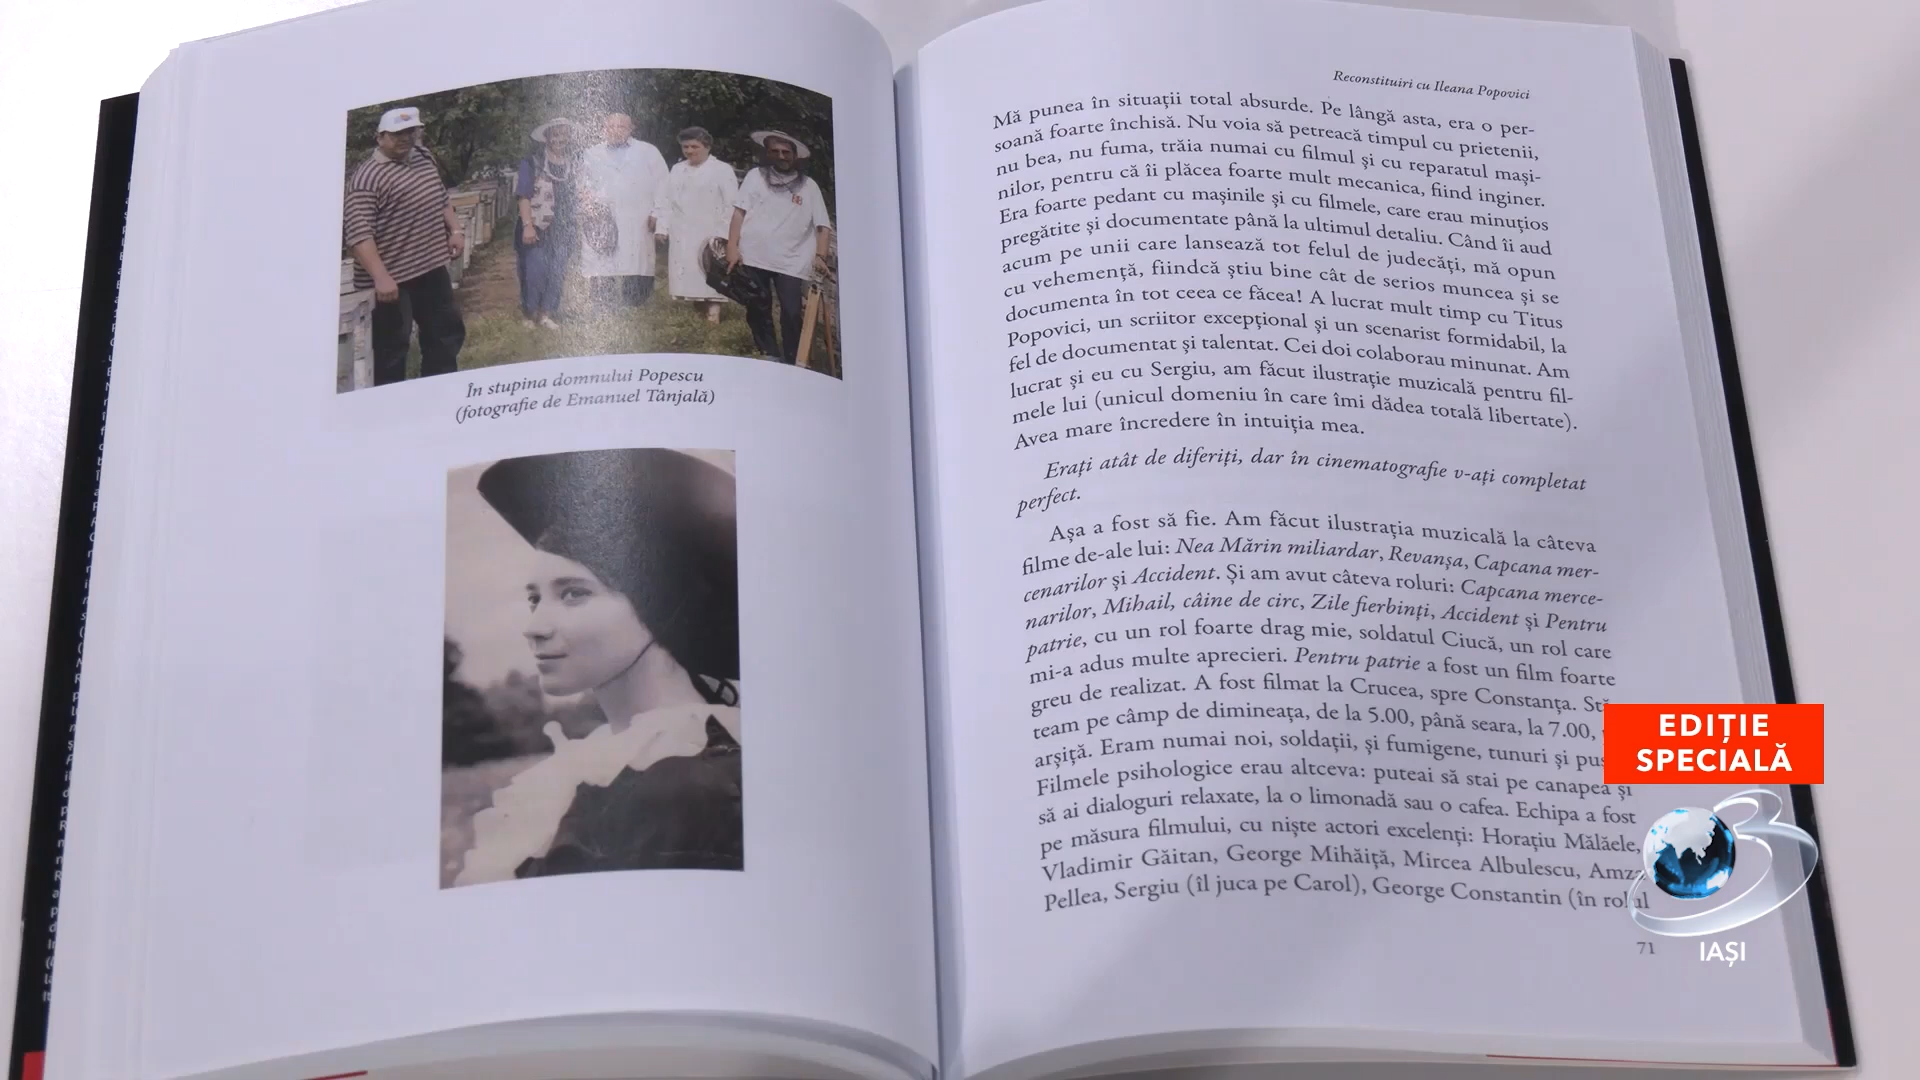 În stupina domnului Popescu
(fotografie de Emanuel Tânjală)
Reconstituiri cu Ileana Popovici
Mă punea în situații total absurde. Pe lângă asta, era o per-
soană foarte închisă. Nu voia să petreacă timpul cu prietenii,
nu bea, nu fuma, trăia numai cu filmul și cu reparatul mași-
nilor, pentru că îi plăcea foarte mult mecanica, fiind inginer.
Era foarte pedant cu mașinile și cu filmele, care erau minuțios
pregătite și documentate până la ultimul detaliu. Când îi aud
acum pe unii care lansează tot felul de judecăți, mă opun
cu vehemență, fiindcă știu bine cât de serios muncea și se
documenta în tot ceea ce făcea! A lucrat mult timp cu Titus
Popovici, un scriitor excepțional și un scenarist formidabil, la
fel de documentat și talentat. Cei doi colaborau minunat. Am
lucrat și eu cu Sergiu, am făcut ilustrație muzicală pentru fil-
mele lui (unicul domeniu în care îmi dădea totală libertate).
Avea mare încredere în intuiția mea.
Erați atât de diferiți, dar în cinematografie v-ați completat
perfect.
Așa a fost să fie. Am făcut ilustrația muzicală la câteva
filme de-ale lui: Nea Mărin miliardar, Revanșa, Capcana mer-
cenarilor și Accident. Și am avut câteva roluri: Capcana merce-
narilor, Mihail, câine de circ, Zile fierbinți, Accident și Pentru
patrie, cu un rol foarte drag mie, soldatul Ciucă, un rol care
mi-a adus multe aprecieri. Pentru patrie a fost un film foarte
greu de realizat. A fost filmat la Crucea, spre Constanța. Stă-
team pe câmp de dimineața, de la 5.00, până seara, la 7.00,
arșiță. Eram numai noi, soldații, și fumigene, tunuri și
Filmele psihologice erau altceva: puteai să stai pe canapea și
să ai dialoguri relaxate, la o limonadă sau o cafea. Echipa a fost
pe măsura filmului, cu niște actori excelenți: Horațiu Mălăele,
Vladimir Găitan, George Mihăiță, Mircea Albulescu, Amza
Pellea, Sergiu (îl juca pe Carol), George Constantin (în rolul
71
EDIȚIE
SPECIALĂ
3
IAȘI